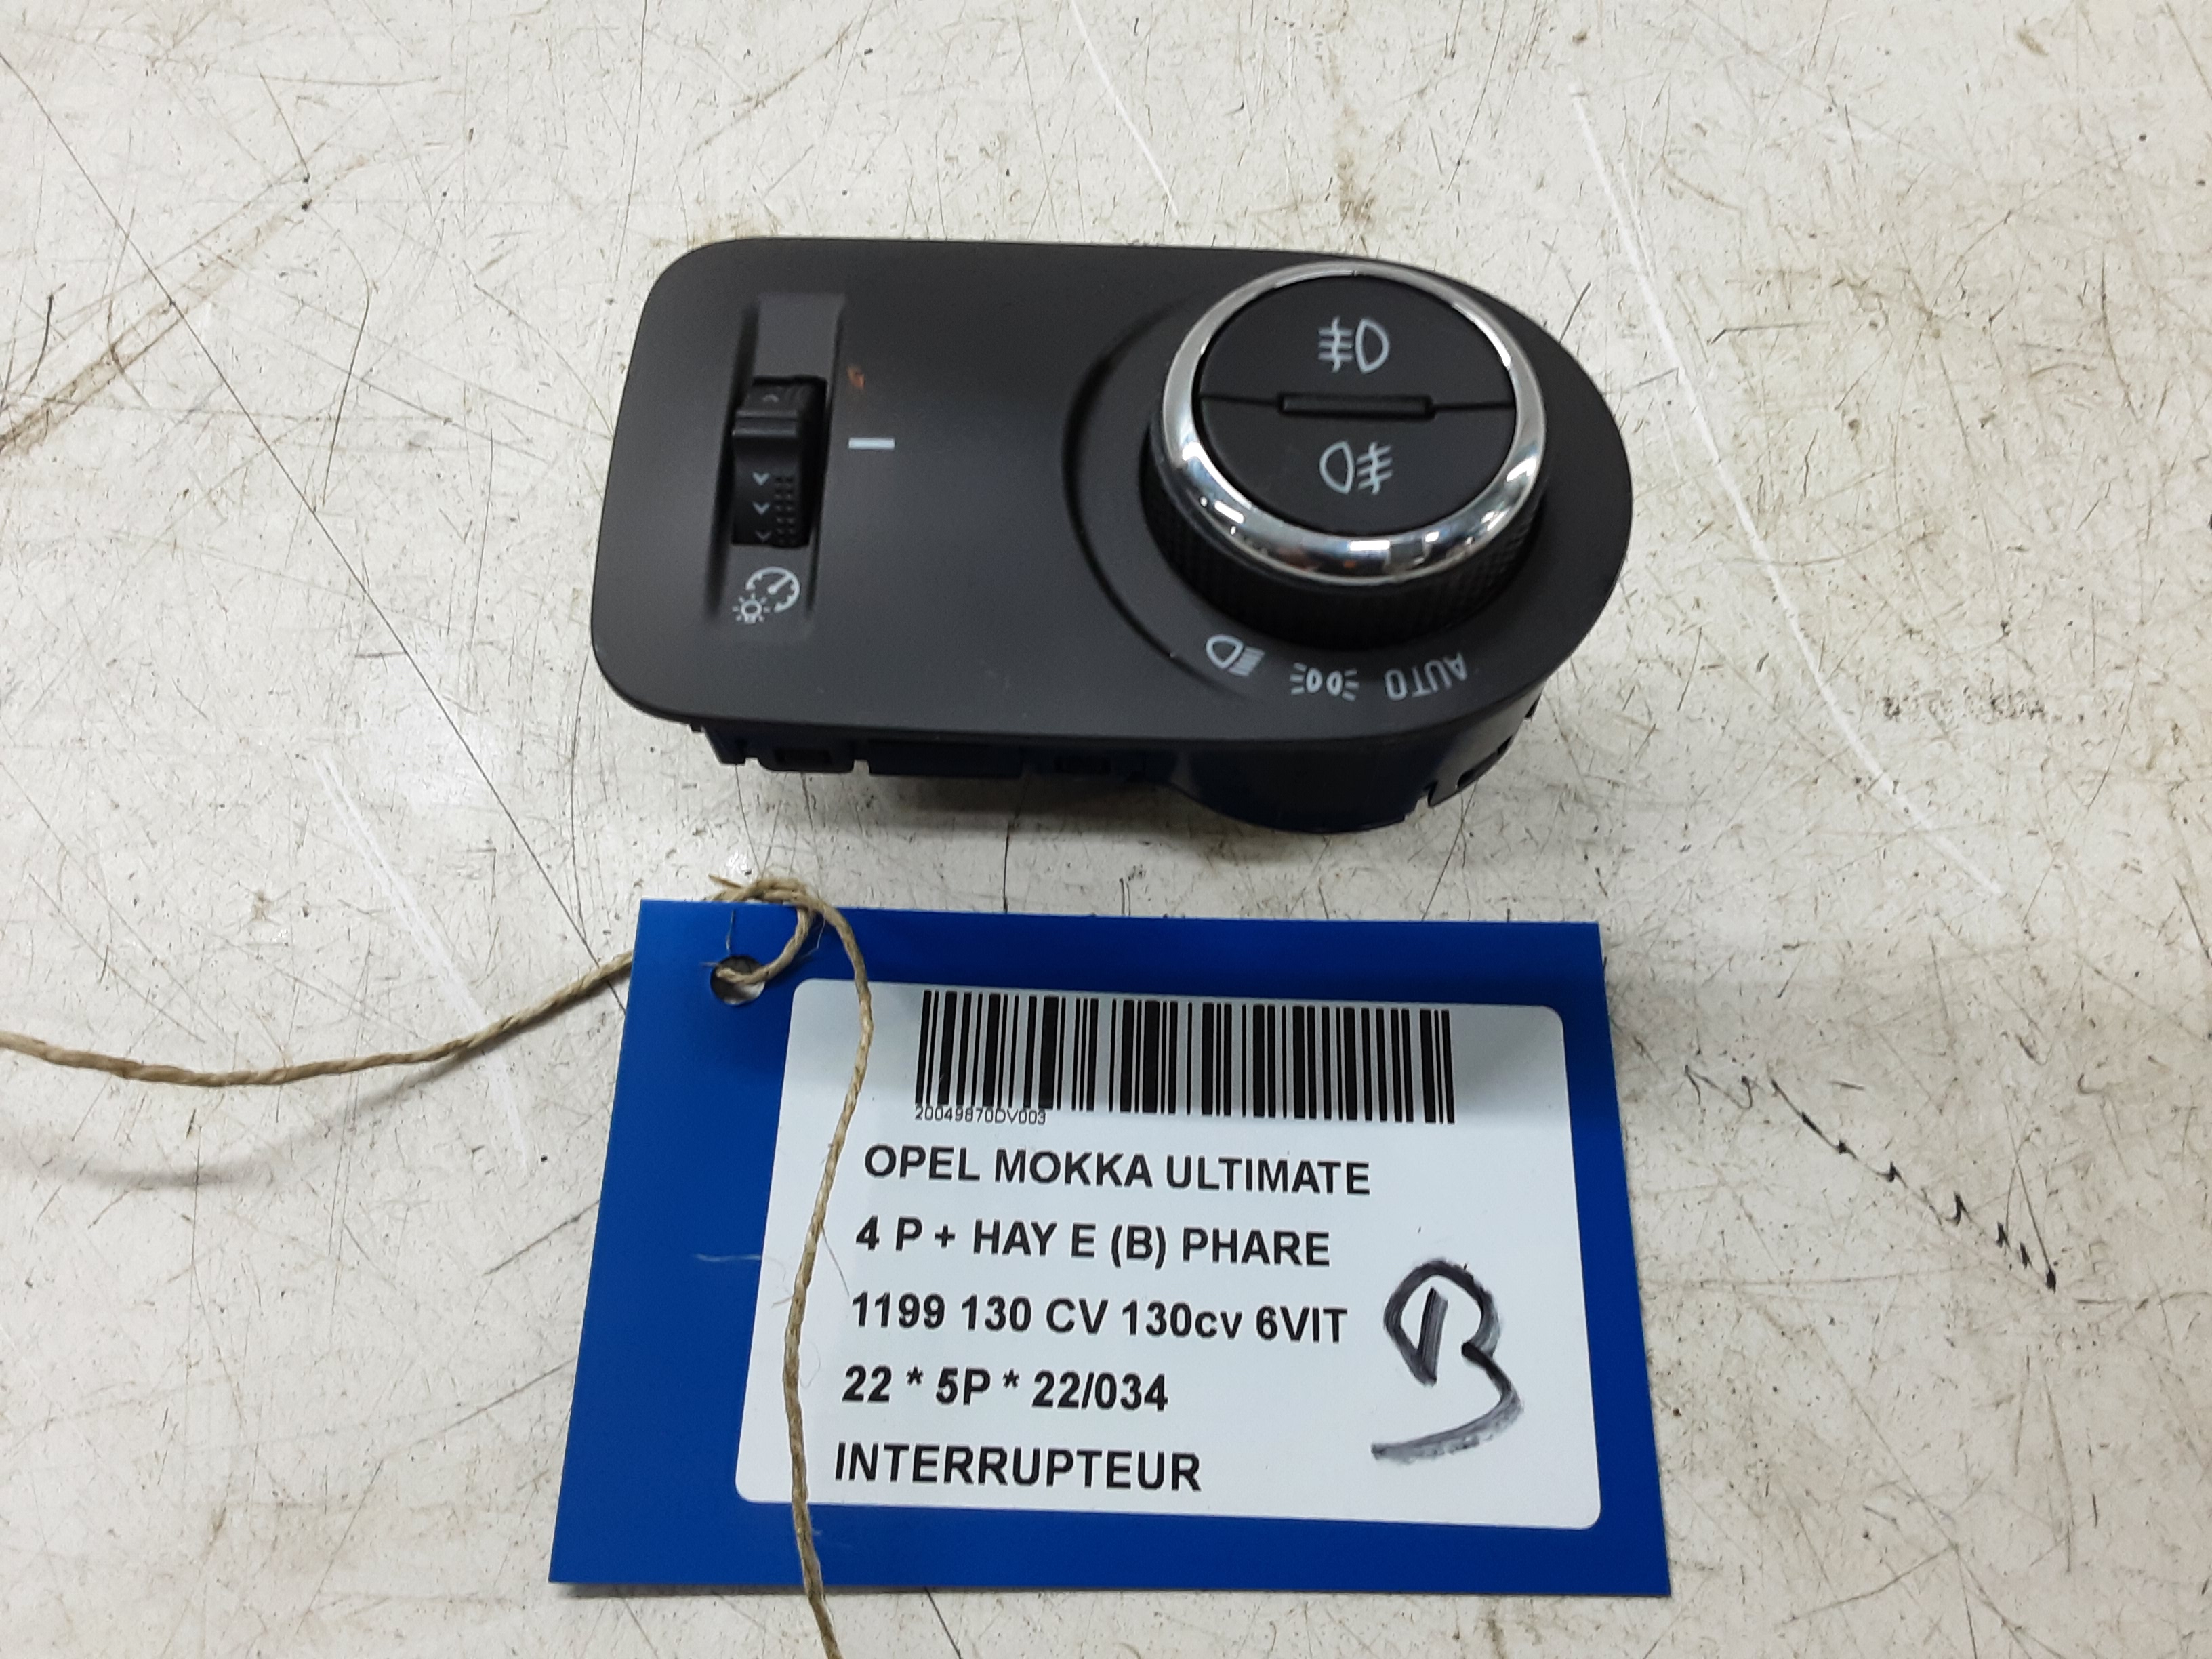 AUTO
20049870DV003
OPEL MOKKA ULTIMATE
4 P + HAY E (B) PHARE
1199 130 CV 130cv 6VIT
22 * 5P * 22/034
INTERRUPTEUR
B